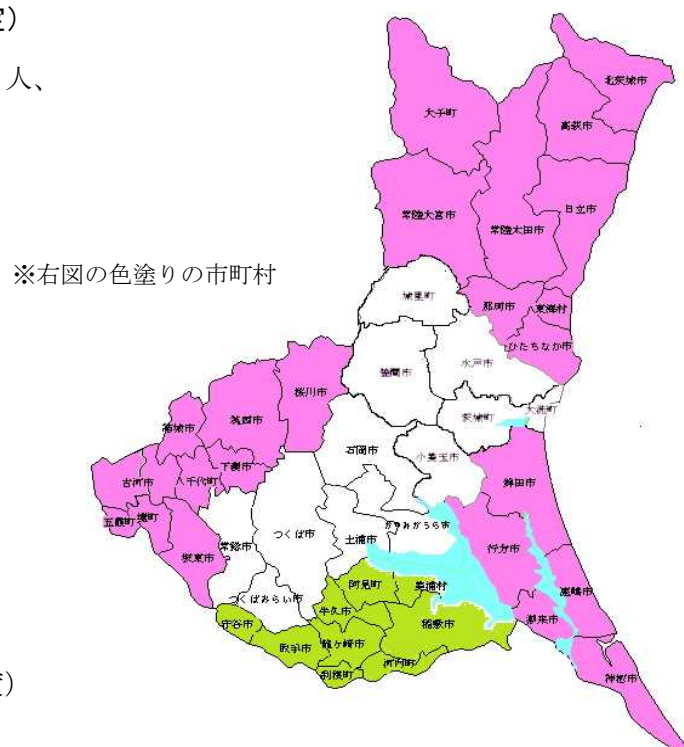 定）
人、
※右図の色塗りの市町村
北茨城市
大子町
高萩市
日立市
常陸大宮市
常陸太田市
城里町
那珂市
東海村
ひたちなか市
水戸市
笠間市
桜川市
茨城町
大洗町
筑西市
結城市
石岡市
小美玉市
下妻市
八千代町
古河市
鉾田市
五霞町
境町
かすみがうら市
つくば市
土浦市
常総市
坂東市
行方市
鹿嶋市
阿見町
美浦村
つくばみらい市
牛久市
稲敷市
潮来市
守谷市
取手市
龍ヶ崎市
河内町
利根町
神栖市
度）